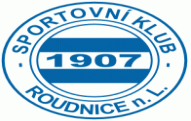 SPORTOVNÍ KLUB
1907
ROUDNICE n. L.